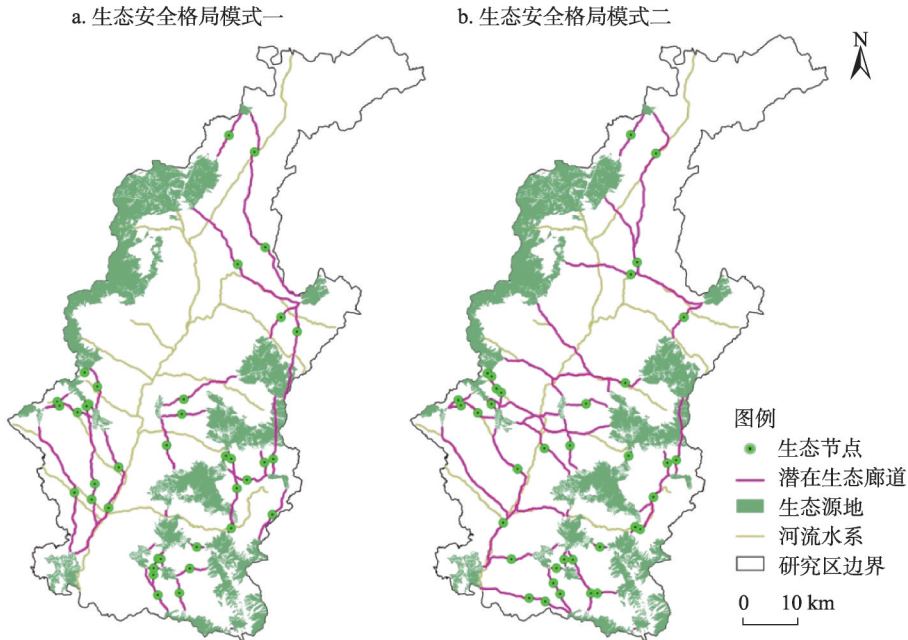 a. 生态安全格局模式一
b. 生态安全格局模式二
N
图例
生态节点
潜在生态廊道
生态源地
河流水系
研究区边界
0 10 km